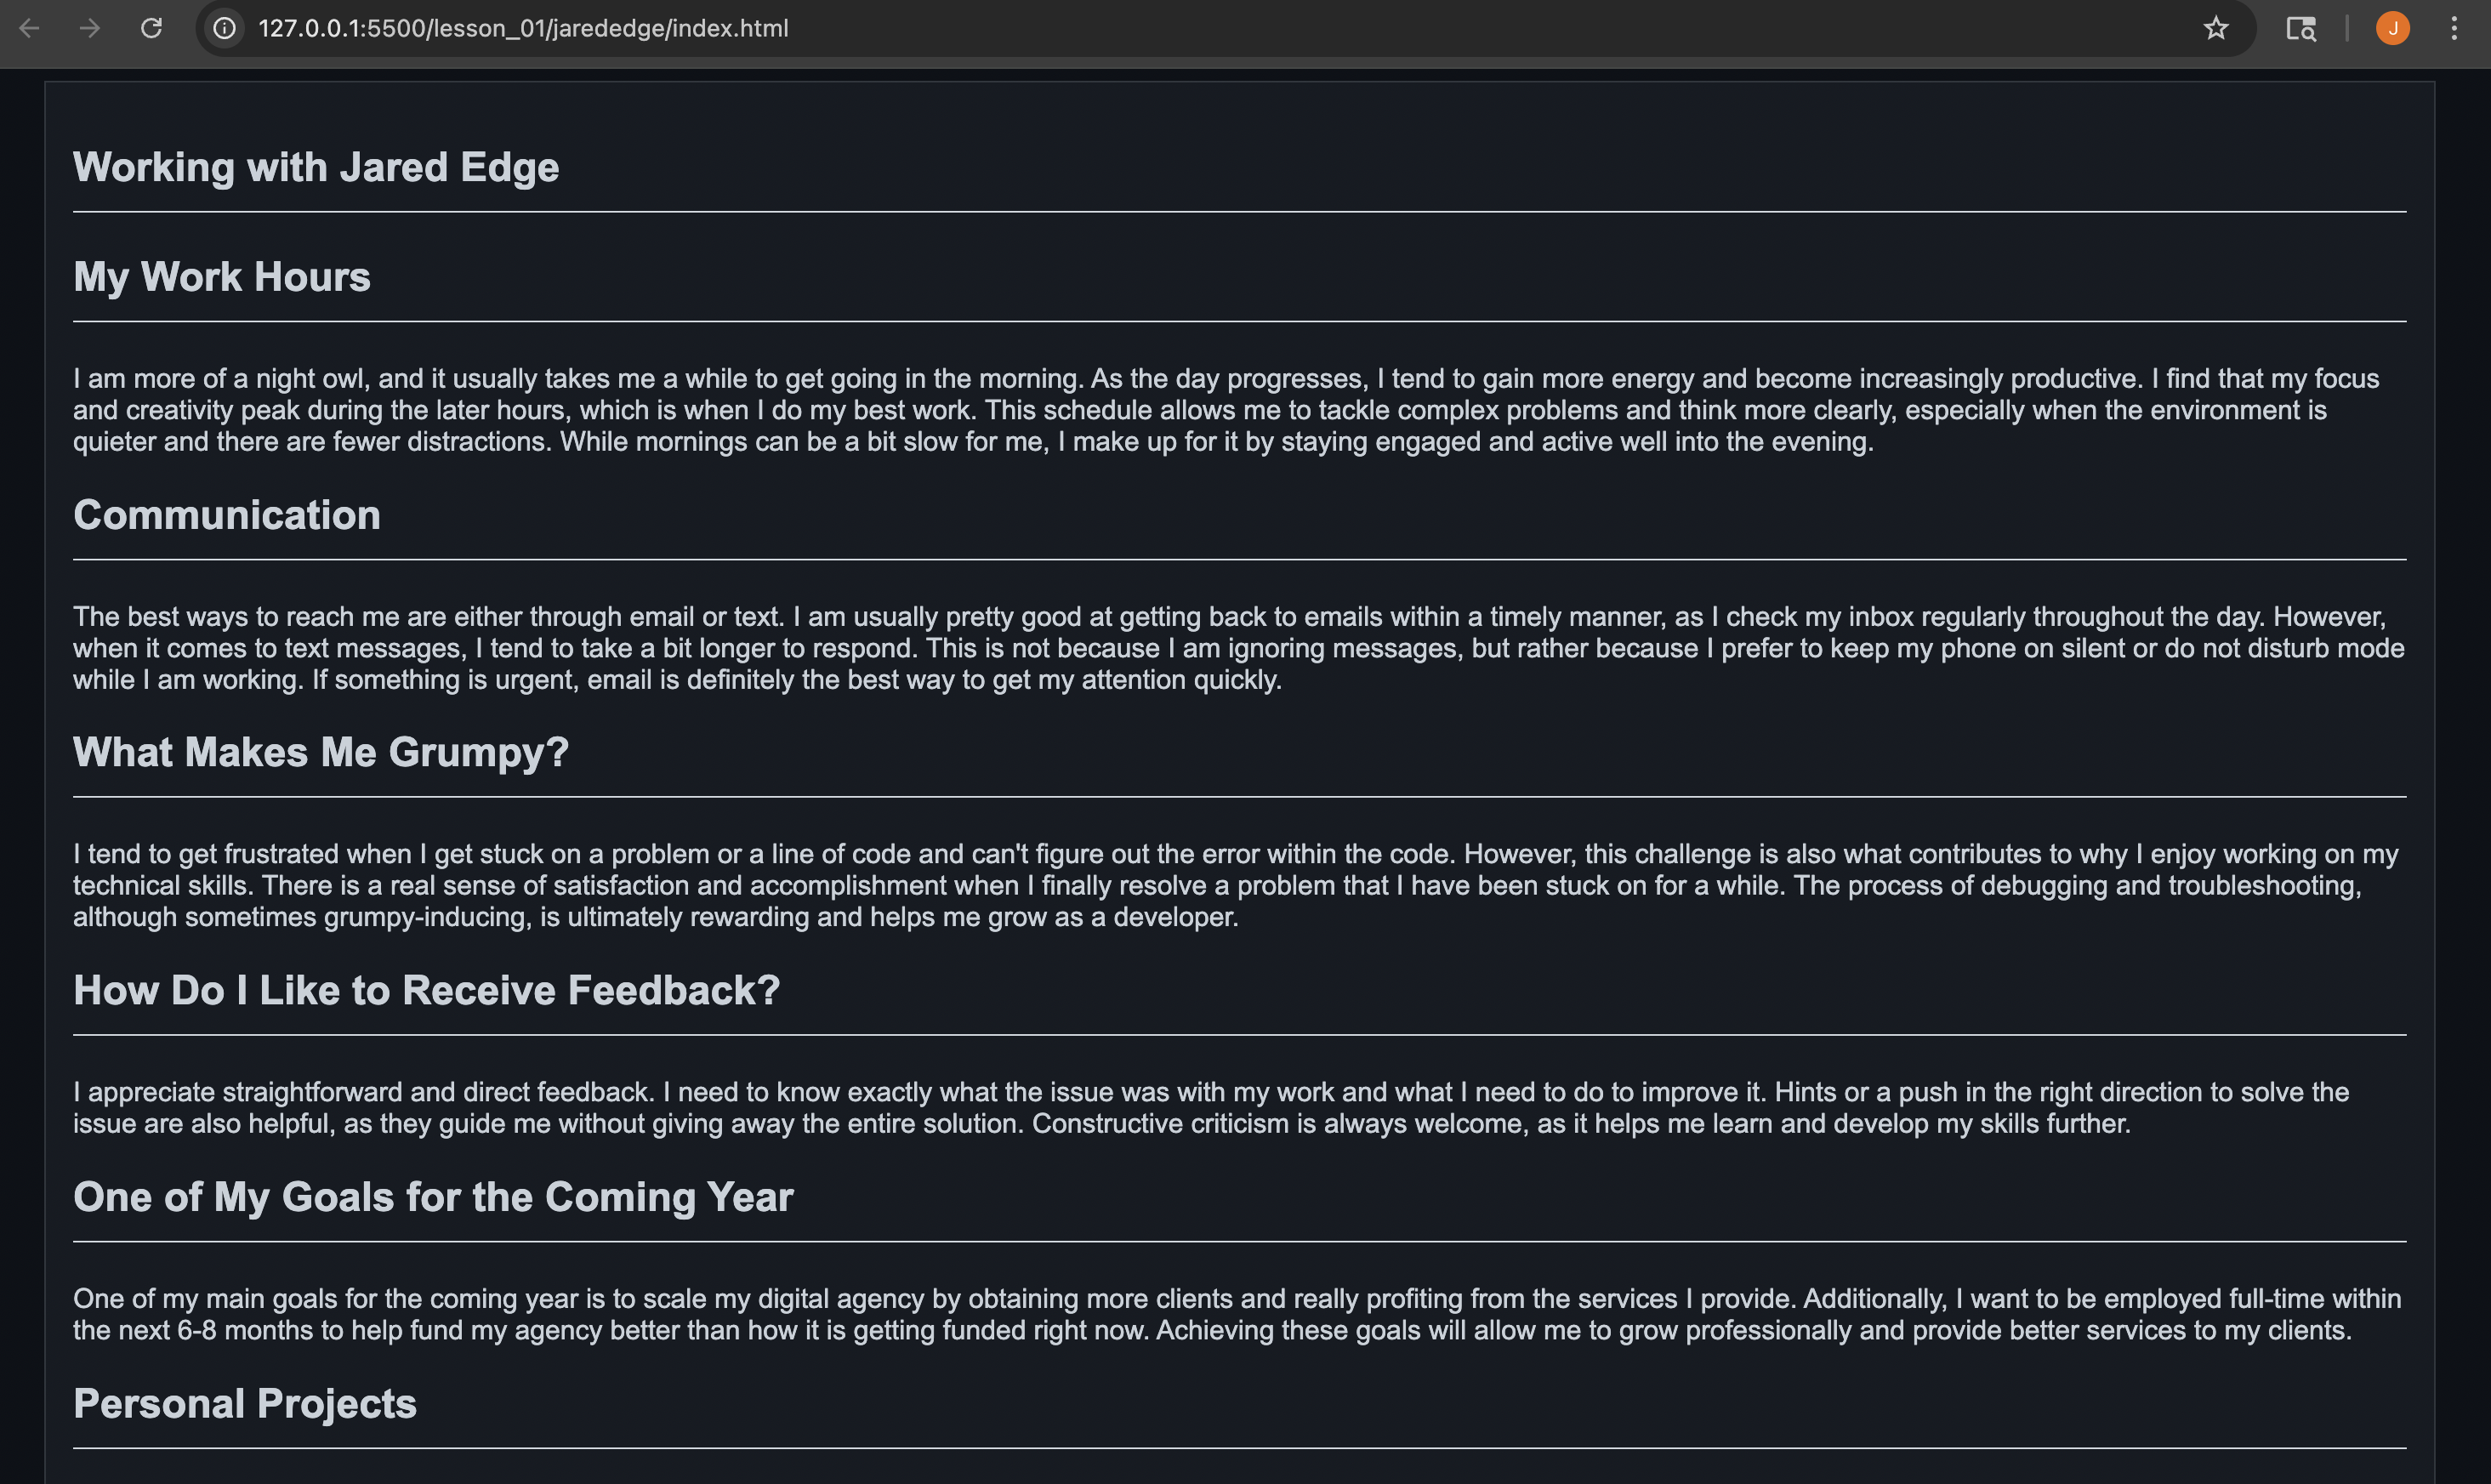 127.0.0.1:5500/lesson_01/jarededge/index.html
J
Working with Jared Edge
My Work Hours
I am more of a night owl, and it usually takes me a while to get going in the morning. As the day progresses, I tend to gain more energy and become increasingly productive. I find that my focus
and creativity peak during the later hours, which is when I do my best work. This schedule allows me to tackle complex problems and think more clearly, especially when the environment is
quieter and there are fewer distractions. While mornings can be a bit slow for me, I make up for it by staying engaged and active well into the evening.
Communication
The best ways to reach me are either through email or text. I am usually pretty good at getting back to emails within a timely manner, as I check my inbox regularly throughout the day. However,
when it comes to text messages, I tend to take a bit longer to respond. This is not because I am ignoring messages, but rather because I prefer to keep my phone on silent or do not disturb mode
while I am working. If something is urgent, email is definitely the best way to get my attention quickly.
What Makes Me Grumpy?
I tend to get frustrated when I get stuck on a problem or a line of code and can't figure out the error within the code. However, this challenge is also what contributes to why I enjoy working on my
technical skills. There is a real sense of satisfaction and accomplishment when I finally resolve a problem that I have been stuck on for a while. The process of debugging and troubleshooting,
although sometimes grumpy-inducing, is ultimately rewarding and helps me grow as a developer.
How Do I Like to Receive Feedback?
I appreciate straightforward and direct feedback. I need to know exactly what the issue was with my work and what I need to do to improve it. Hints or a push in the right direction to solve the
issue are also helpful, as they guide me without giving away the entire solution. Constructive criticism is always welcome, as it helps me learn and develop my skills further.
One of My Goals for the Coming Year
One of my main goals for the coming year is to scale my digital agency by obtaining more clients and really profiting from the services I provide. Additionally, I want to be employed full-time within
the next 6-8 months to help fund my agency better than how it is getting funded right now. Achieving these goals will allow me to grow professionally and provide better services to my clients.
Personal Projects